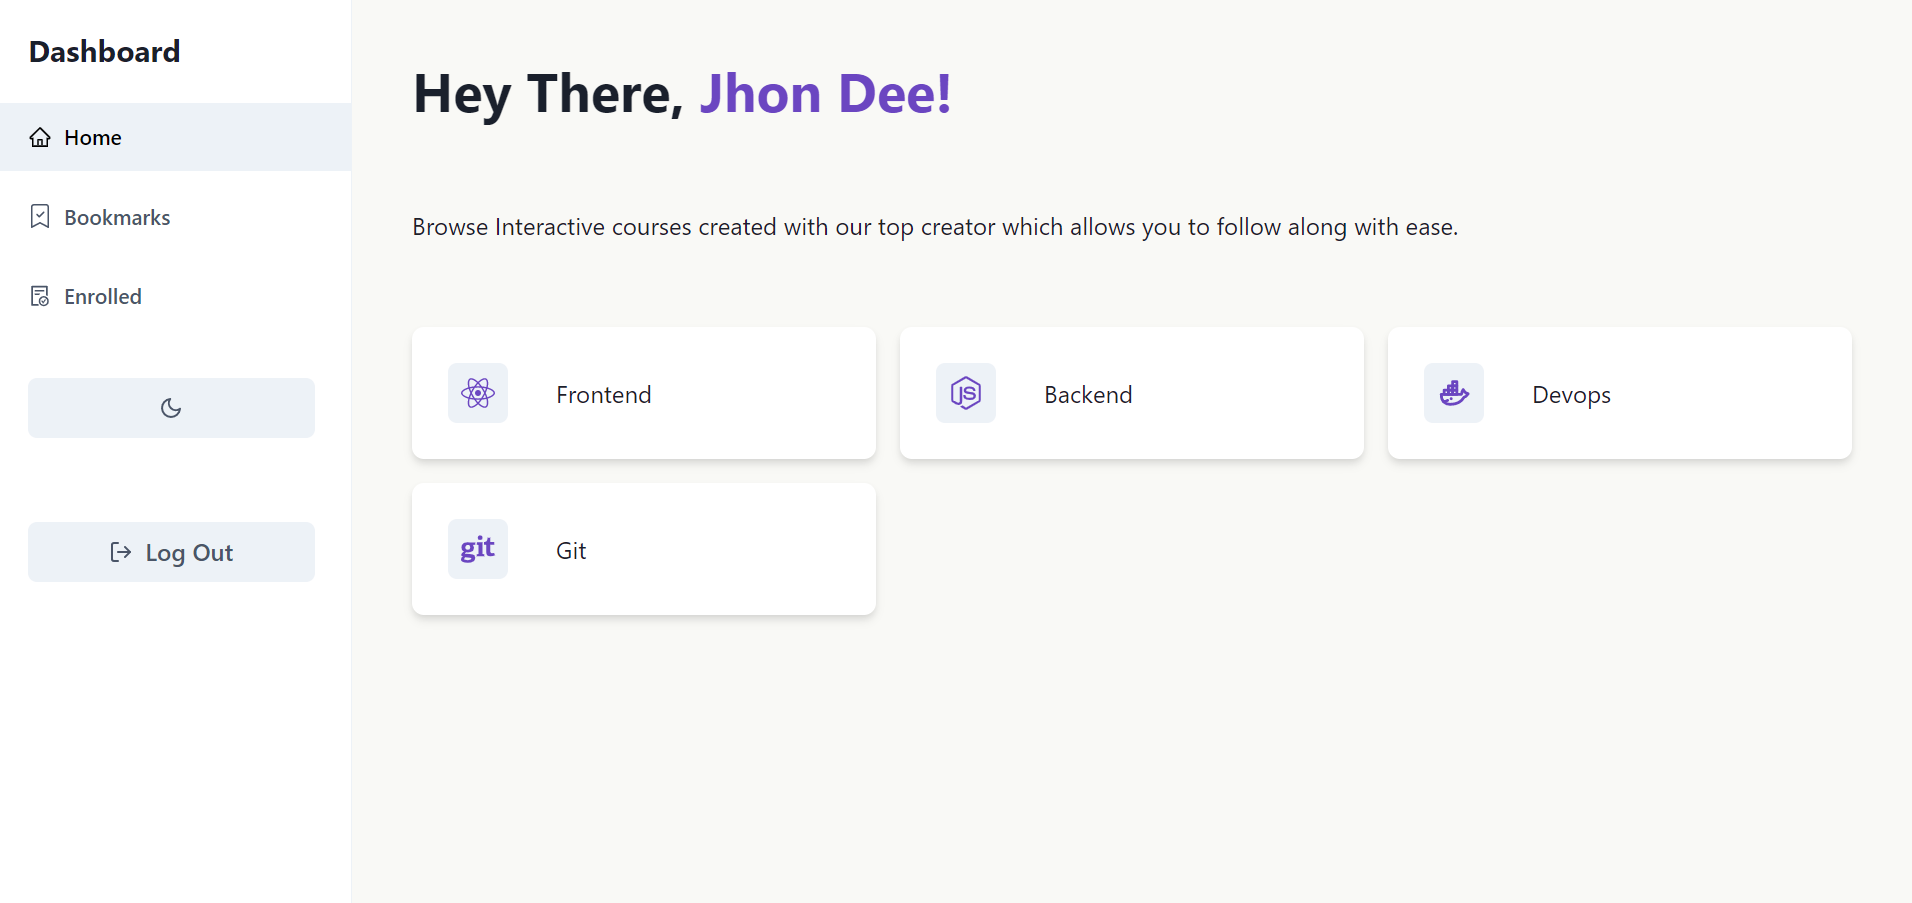 Dashboard
Home
Bookmarks
Enrolled
Log Out
Hey There, Jhon Dee!
Browse Interactive courses created with our top creator which allows you to follow along with ease.
Frontend
JS Backend
Devops
git Git